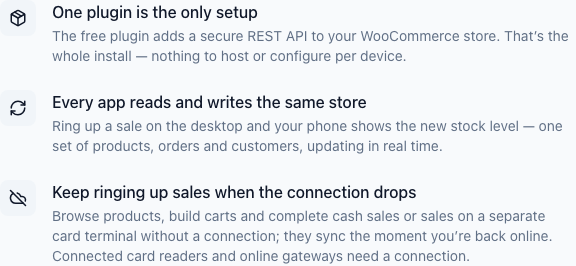 One plugin is the only setup
The free plugin adds a secure REST API to your WooCommerce store. That’s the
whole install — nothing to host or configure per device.
Every app reads and writes the same store
Ring up a sale on the desktop and your phone shows the new stock level — one
set of products, orders and customers, updating in real time.
Keep ringing up sales when the connection drops
Browse products, build carts and complete cash sales or sales on a separate
card terminal without a connection; they sync the moment you’re back online.
Connected card readers and online gateways need a connection.